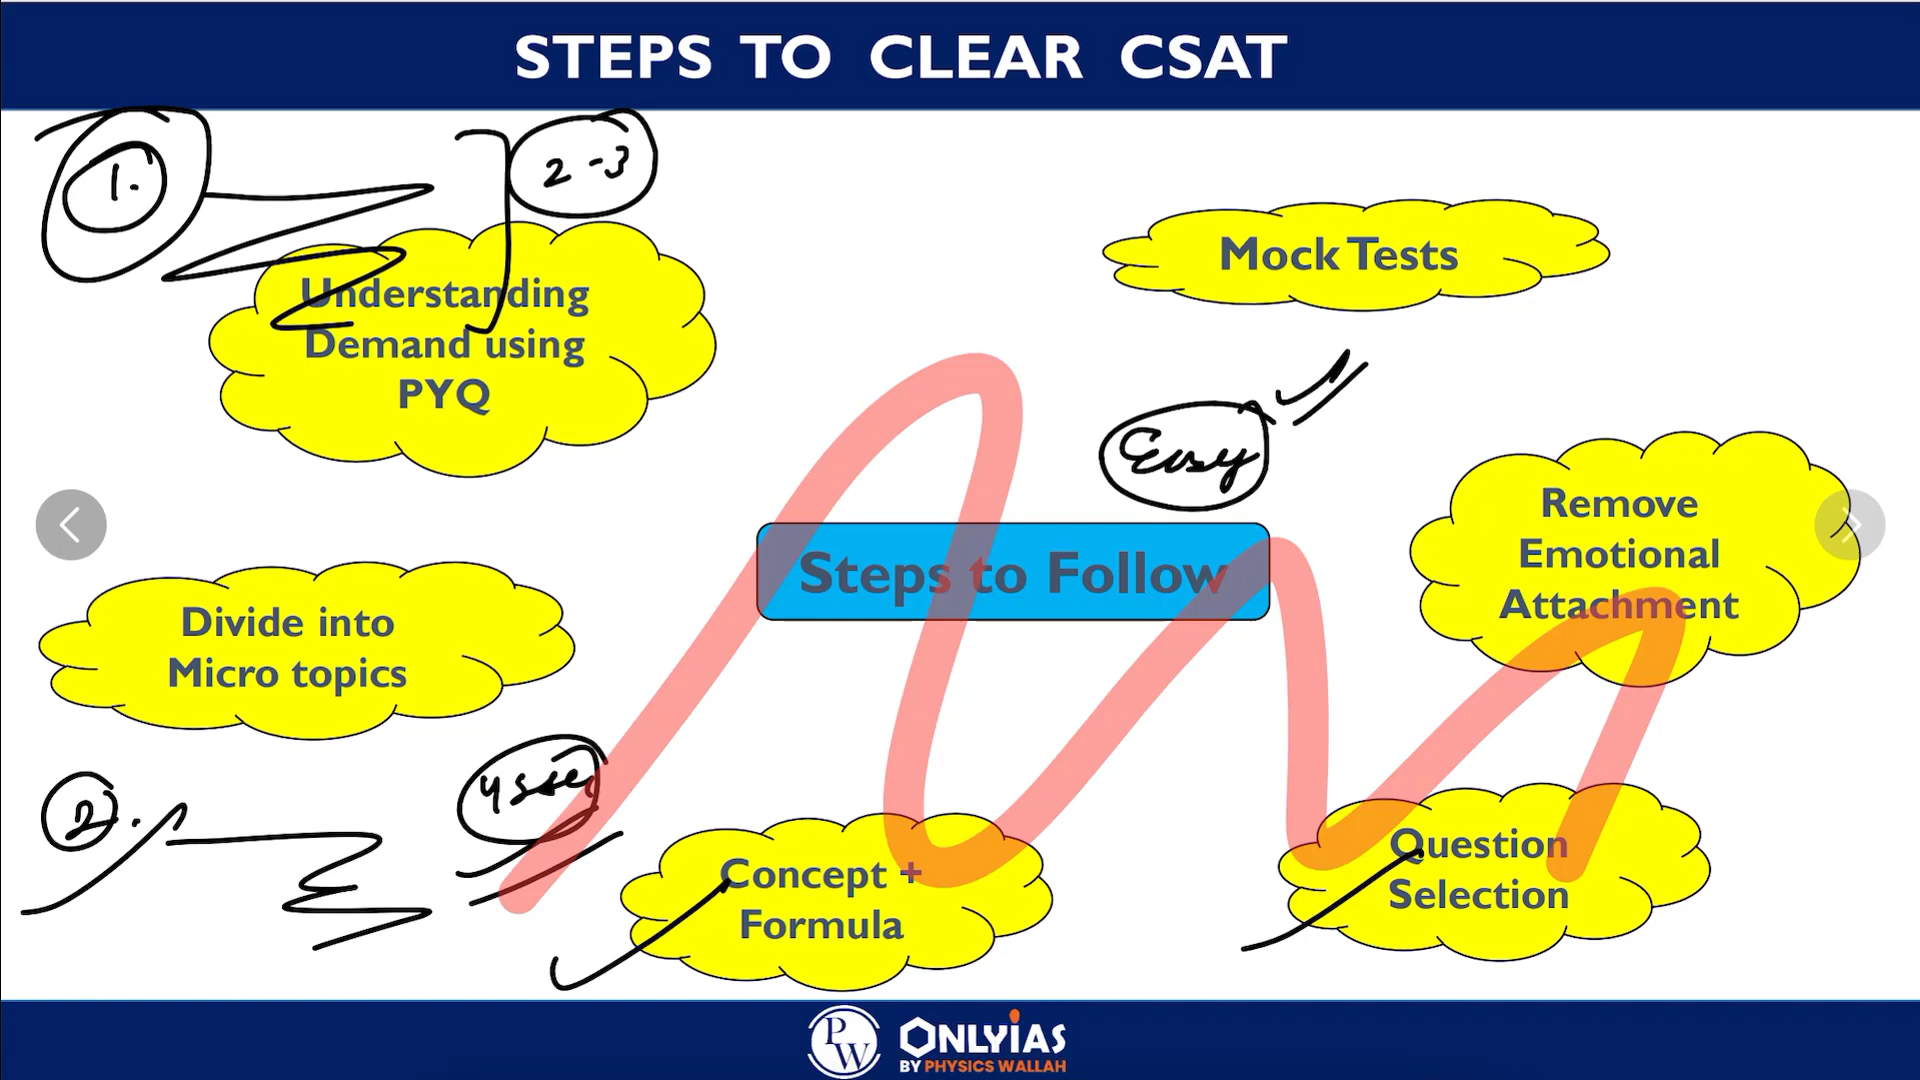 STEPS TO CLEAR CSAT
1.
2-3
Understanding
Demand using
PYQ
Mock Tests
Easy
Remove
Emotional
Attachment
Steps to Follow
Divide into
Micro topics
2.
Concept +
Formula
Question
Selection
PW
ONLYIAS
BY PHYSICS WALLAH